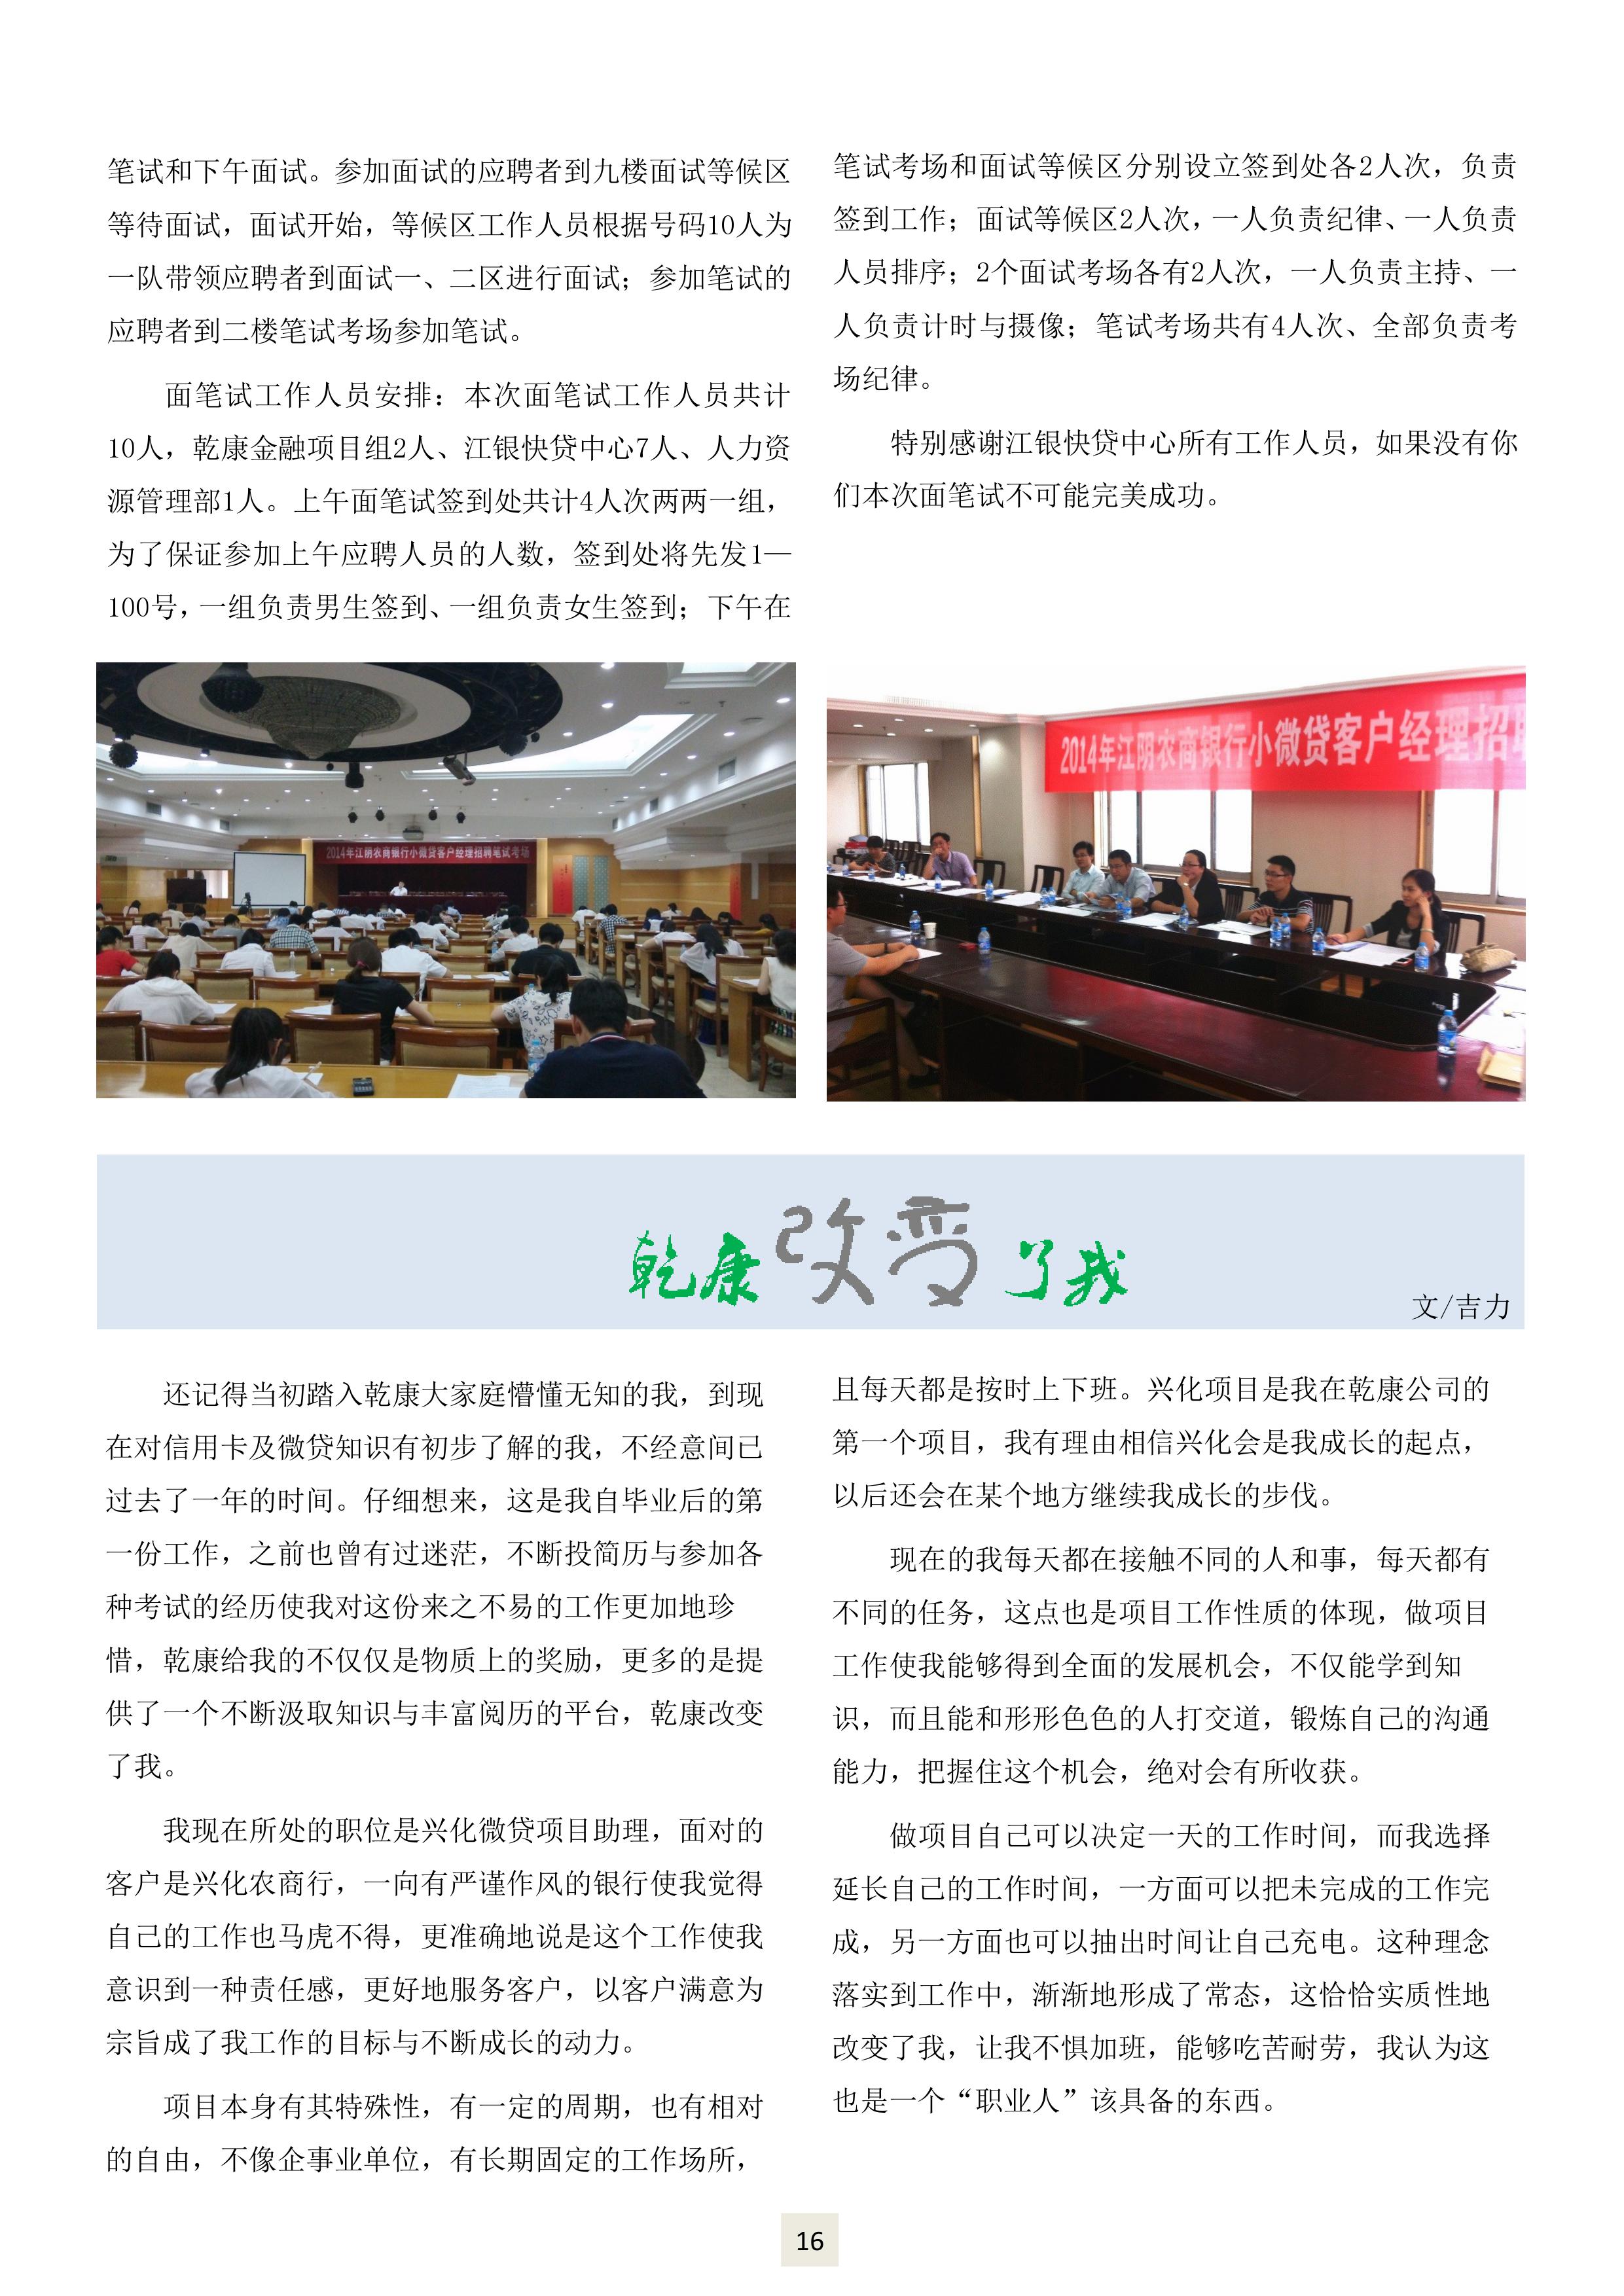 笔试和下午面试。参加面试的应聘者到九楼面试等候区
等待面试，面试开始，等候区工作人员根据号码10人为
一队带领应聘者到面试一、二区进行面试；参加笔试的
应聘者到二楼笔试考场参加笔试。
面笔试工作人员安排：本次面笔试工作人员共计
10人，乾康金融项目组2人、江银快贷中心7人、人力资
源管理部1人。上午面笔试签到处共计4人次两两一组，
为了保证参加上午应聘人员的人数，签到处将先发1—
100号，一组负责男生签到、一组负责女生签到；下午在
笔试考场和面试等候区分别设立签到处各2人次，负责
签到工作；面试等候区2人次，一人负责纪律、一人负责
人员排序；2个面试考场各有2人次，一人负责主持、一
人负责计时与摄像；笔试考场共有4人次、全部负责考
场纪律。
特别感谢江银快贷中心所有工作人员，如果没有你
们本次面笔试不可能完美成功。
2014年江阴农商银行小微贷客户经理招聘笔试考场
2014年江阴农商银行小微贷客户经理招聘
乾康改变了我
文/吉力
还记得当初踏入乾康大家庭懵懂无知的我，到现
在对信用卡及微贷知识有初步了解的我，不经意间已
过去了一年的时间。仔细想来，这是我自毕业后的第
一份工作，之前也曾有过迷茫，不断投简历与参加各
种考试的经历使我对这份来之不易的工作更加地珍
惜，乾康给我的不仅仅是物质上的奖励，更多的是提
供了一个不断汲取知识与丰富阅历的平台，乾康改变
了我。
我现在所处的职位是兴化微贷项目助理，面对的
客户是兴化农商行，一向有严谨作风的银行使我觉得
自己的工作也马虎不得，更准确地说是这个工作使我
意识到一种责任感，更好地服务客户，以客户满意为
宗旨成了我工作的目标与不断成长的动力。
项目本身有其特殊性，有一定的周期，也有相对
的自由，不像企事业单位，有长期固定的工作场所，
且每天都是按时上下班。兴化项目是我在乾康公司的
第一个项目，我有理由相信兴化会是我成长的起点，
以后还会在某个地方继续我成长的步伐。
现在的我每天都在接触不同的人和事，每天都有
不同的任务，这点也是项目工作性质的体现，做项目
工作使我能够得到全面的发展机会，不仅能学到知
识，而且能和形形色色的人打交道，锻炼自己的沟通
能力，把握住这个机会，绝对会有所收获。
做项目自己可以决定一天的工作时间，而我选择
延长自己的工作时间，一方面可以把未完成的工作完
成，另一方面也可以抽出时间让自己充电。这种理念
落实到工作中，渐渐地形成了常态，这恰恰实质性地
改变了我，让我不惧加班，能够吃苦耐劳，我认为这
也是一个“职业人”该具备的东西。
16